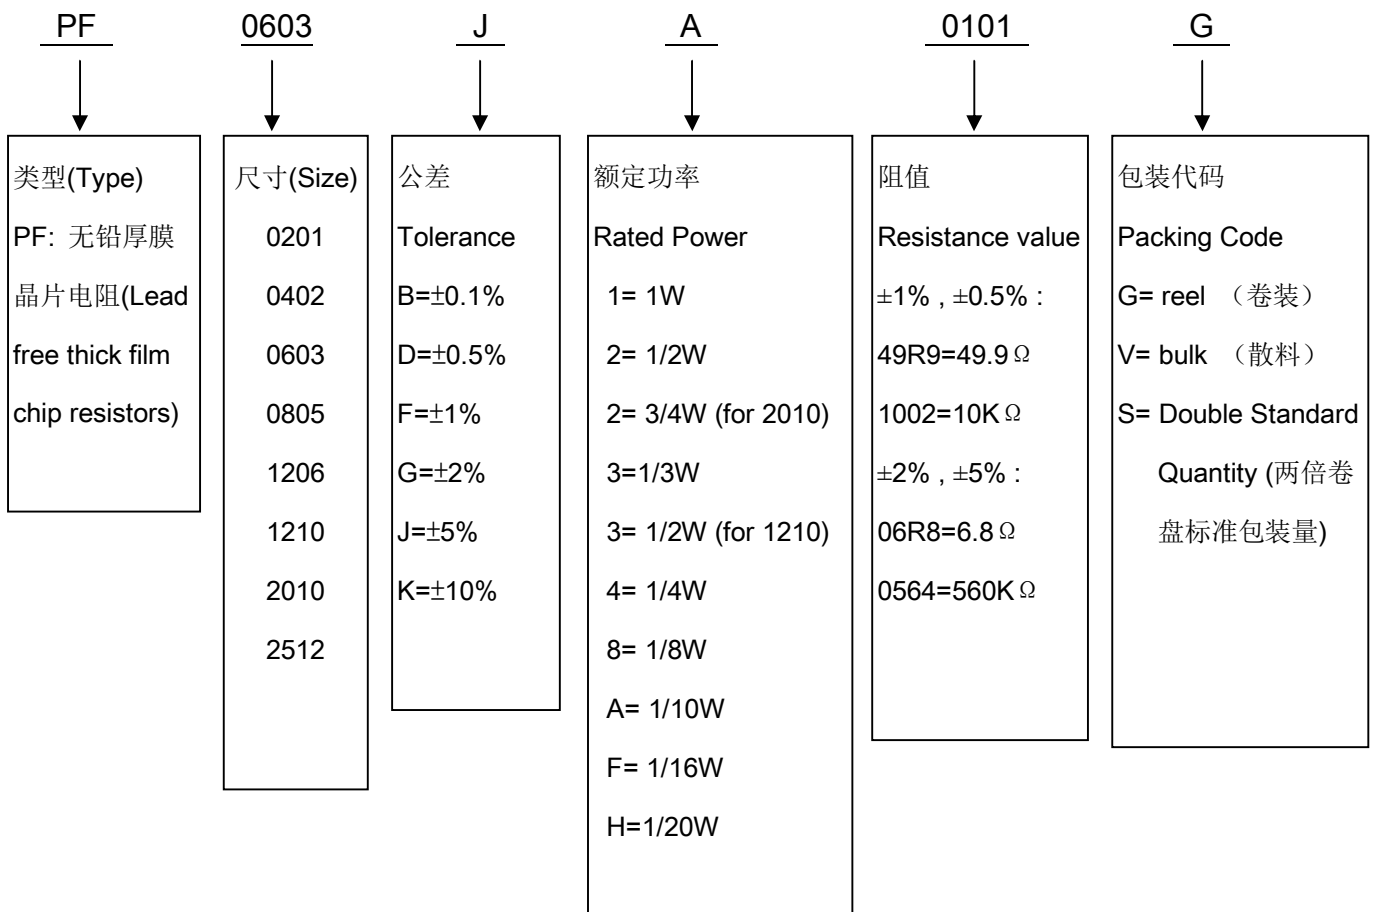 PF 0603 J A 0101 G
类型(Type)
PF: 无铅厚膜
晶片电阻(Lead
free thick film
chip resistors)
尺寸(Size)
0201
0402
0603
0805
1206
1210
2010
2512
公差
Tolerance
B=±0.1%
D=±0.5%
F=±1%
G=±2%
J=±5%
K=±10%
额定功率
Rated Power
1= 1W
2= 1/2W
2= 3/4W (for 2010)
3=1/3W
3= 1/2W (for 1210)
4= 1/4W
8= 1/8W
A= 1/10W
F= 1/16W
H=1/20W
阻值
Resistance value
±1% , ±0.5% :
49R9=49.9 Ω
1002=10K Ω
±2% , ±5% :
06R8=6.8 Ω
0564=560K Ω
包装代码
Packing Code
G= reel （卷装）
V= bulk （散料）
S= Double Standard
Quantity (两倍卷
盘标准包装量)